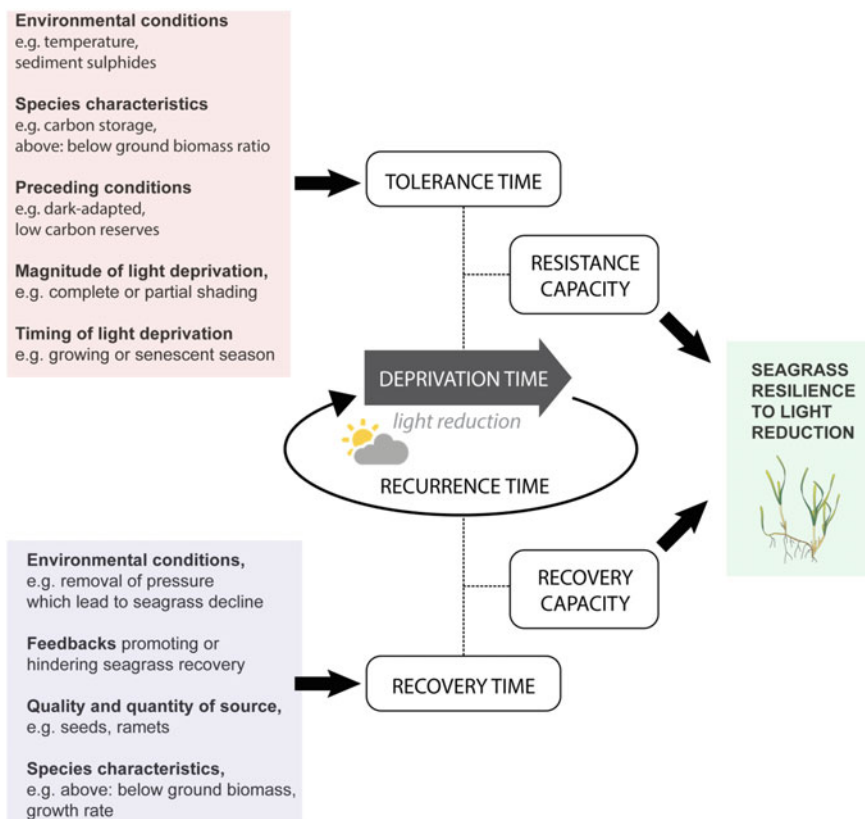 Environmental conditions
e.g. temperature,
sediment sulphides
Species characteristics
e.g. carbon storage,
above: below ground biomass ratio
Preceding conditions
e.g. dark-adapted,
low carbon reserves
Magnitude of light deprivation,
e.g. complete or partial shading
Timing of light deprivation
e.g. growing or senescent season
TOLERANCE TIME
RESISTANCE
CAPACITY
DEPRIVATION TIME
light reduction
RECURRENCE TIME
SEAGRASS
RESILIENCE
TO LIGHT
REDUCTION
Environmental conditions,
e.g. removal of pressure
which lead to seagrass decline
Feedbacks promoting or
hindering seagrass recovery
Quality and quantity of source,
e.g. seeds, ramets
Species characteristics,
e.g. above: below ground biomass,
growth rate
RECOVERY
CAPACITY
RECOVERY TIME